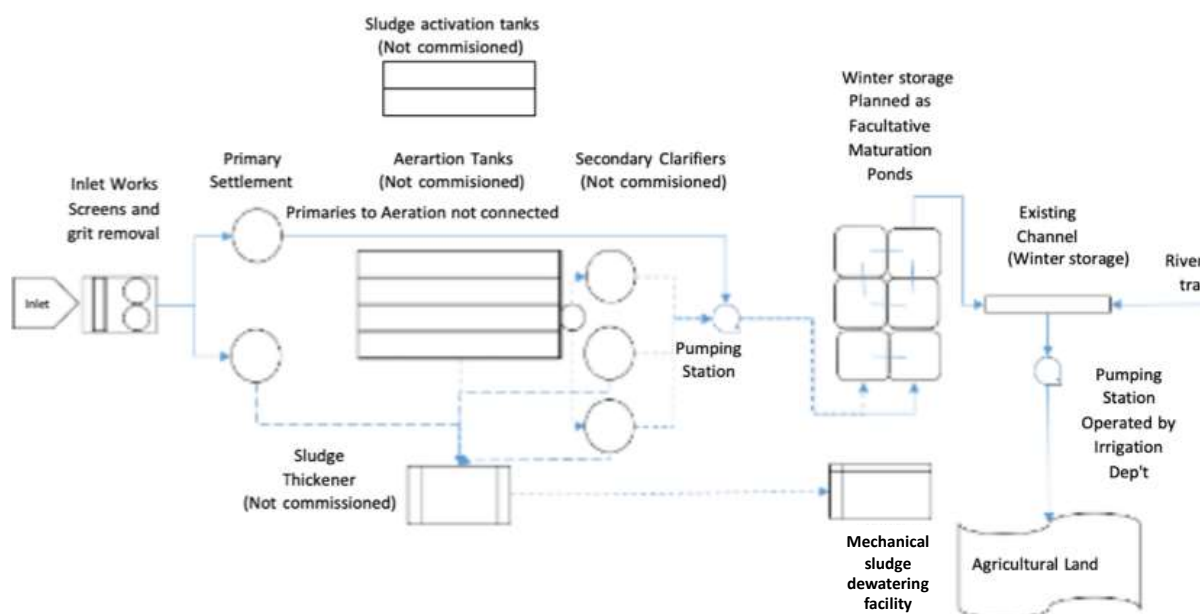 Sludge activation tanks
(Not commisioned)
Winter storage
Planned as
Facultative
Maturation
Ponds
Primary
Settlement
Aerartion Tanks
(Not commisioned)
Secondary Clarifiers
(Not commisioned)
Inlet Works
Screens and
grit removal
Primaries to Aeration not connected
Existing
Channel
(Winter storage)
River
tra
Inlet
Pumping
Station
Pumping
Station
Operated by
Irrigation
Dep't
Sludge
Thickener
(Not commissioned)
Mechanical
sludge
dewatering
facility
Agricultural Land